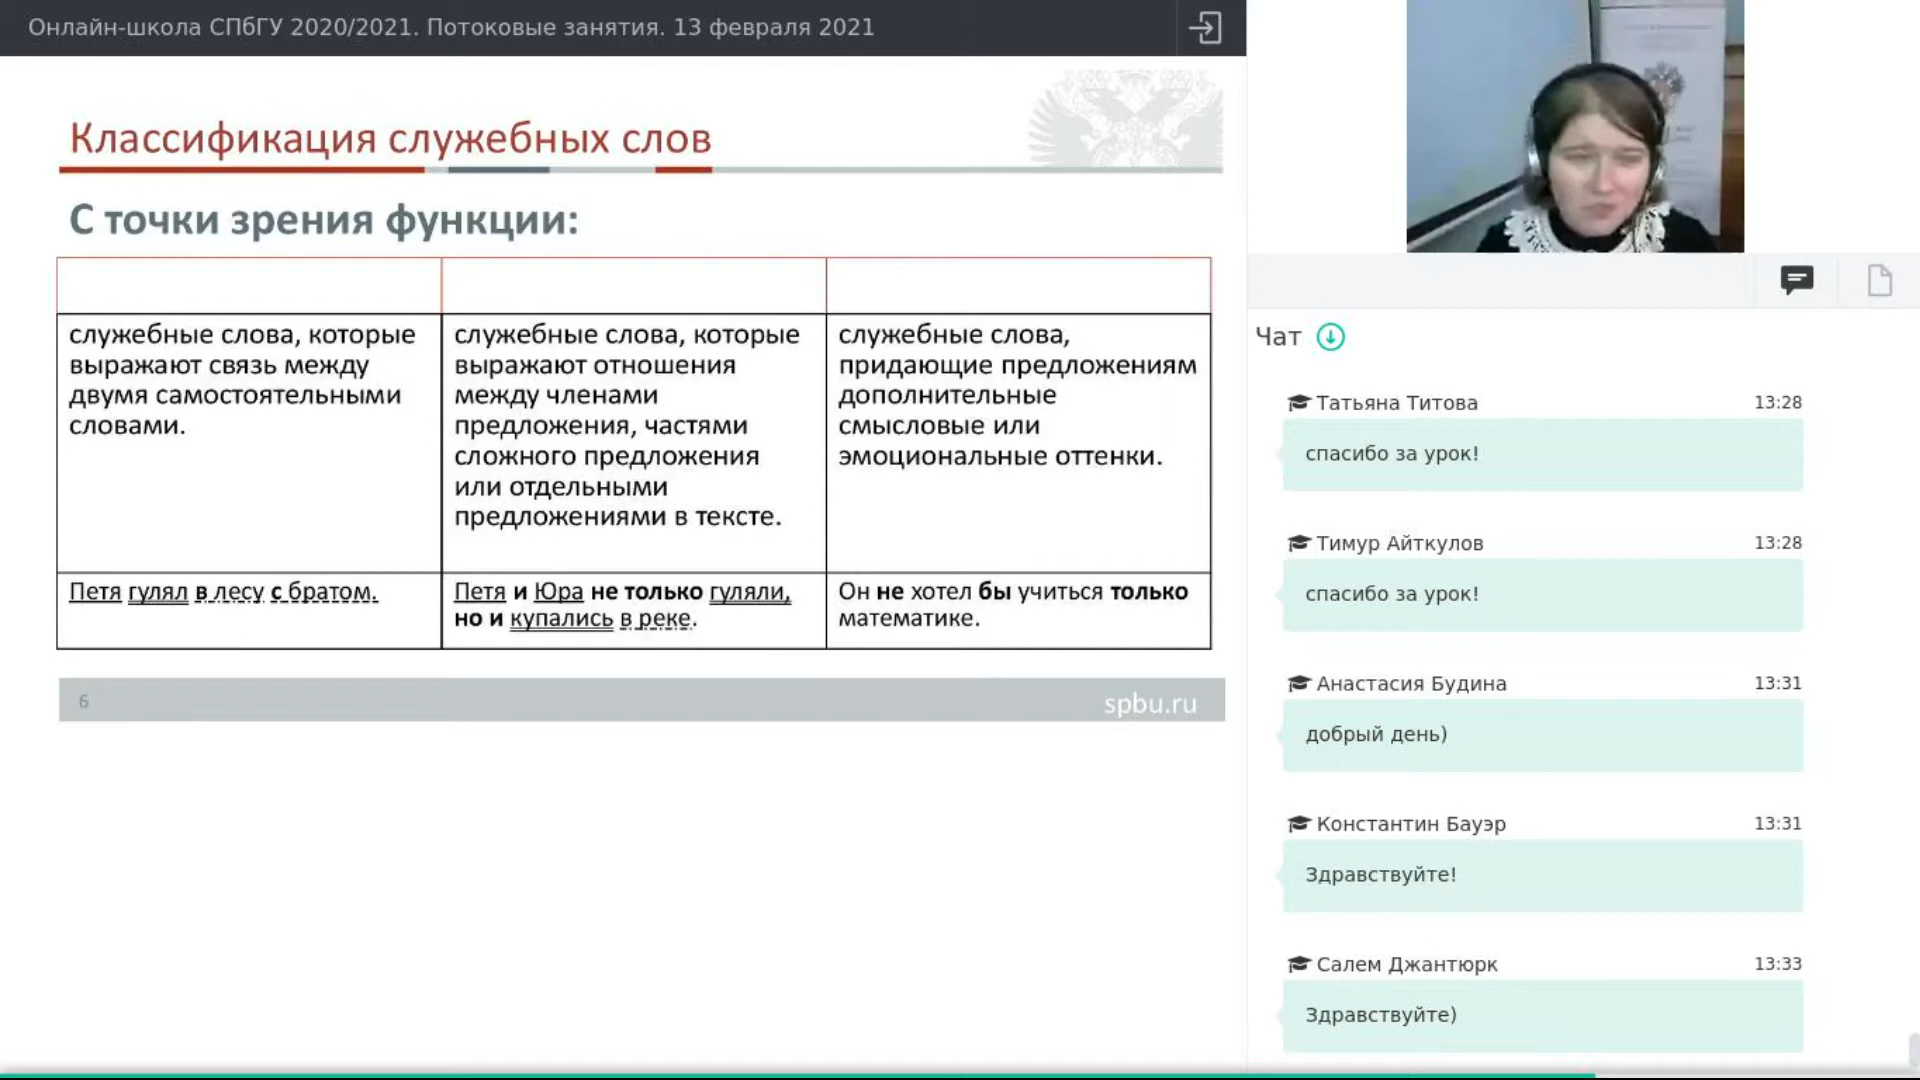 Онлайн-школа СПбГУ 2020/2021. Потоковые занятия. 13 февраля 2021
Классификация служебных слов
С точки зрения функции:
служебные слова, которые
выражают связь между
двумя самостоятельными
словами.
служебные слова, которые
выражают отношения
между членами
предложения, частями
сложного предложения
или отдельными
предложениями в тексте.
служебные слова,
придающие предложениям
дополнительные
смысловые или
эмоциональные оттенки.
Петя гулял в лесу с братом.
Петя и Юра не только гуляли,
но и купались в реке.
Он не хотел бы учиться только
математике.
6
spbu.ru
Чат
Татьяна Титова 13:28
спасибо за урок!
Тимур Айткулов 13:28
спасибо за урок!
Анастасия Будина 13:31
добрый день)
Константин Бауэр 13:31
Здравствуйте!
Салем Джантюрк 13:33
Здравствуйте)